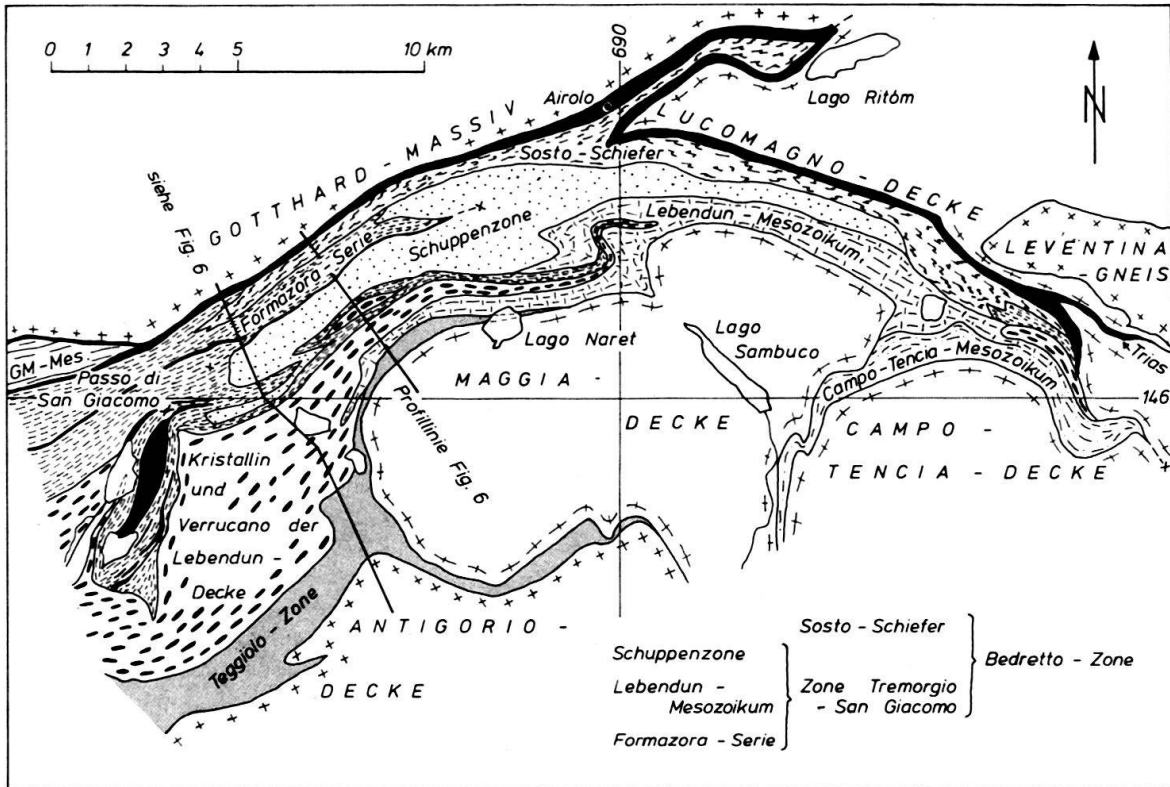 0 1 2 3 4 5 10 km
690
N
Airolo
Lago Ritóm
GOTTHARD - MASSIV
LUCOMAGNO - DECKE
Sosto - Schiefer
siehe Fig. 6
Lebendun - Mesozoikum
LEVENTINA
- GNEIS
Schuppenzone
Formazora Serie
GM-Mes
Passo di
San Giacomo
Lago Naret
Lago
Sambuco
Trias
MAGGIA -
DECKE
Campo-Tencia-Mesozoikum
146
Profillinie Fig. 6
CAMPO -
TENCIA - DECKE
Kristallin
und
Verrucano der
Lebendun -
Decke
Teggiolo - Zone
ANTIGORIO -
DECKE
Sosto - Schiefer
Schuppenzone
Bedretto - Zone
Lebendun -
Mesozoikum
Zone Tremorgio
- San Giacomo
Formazora - Serie